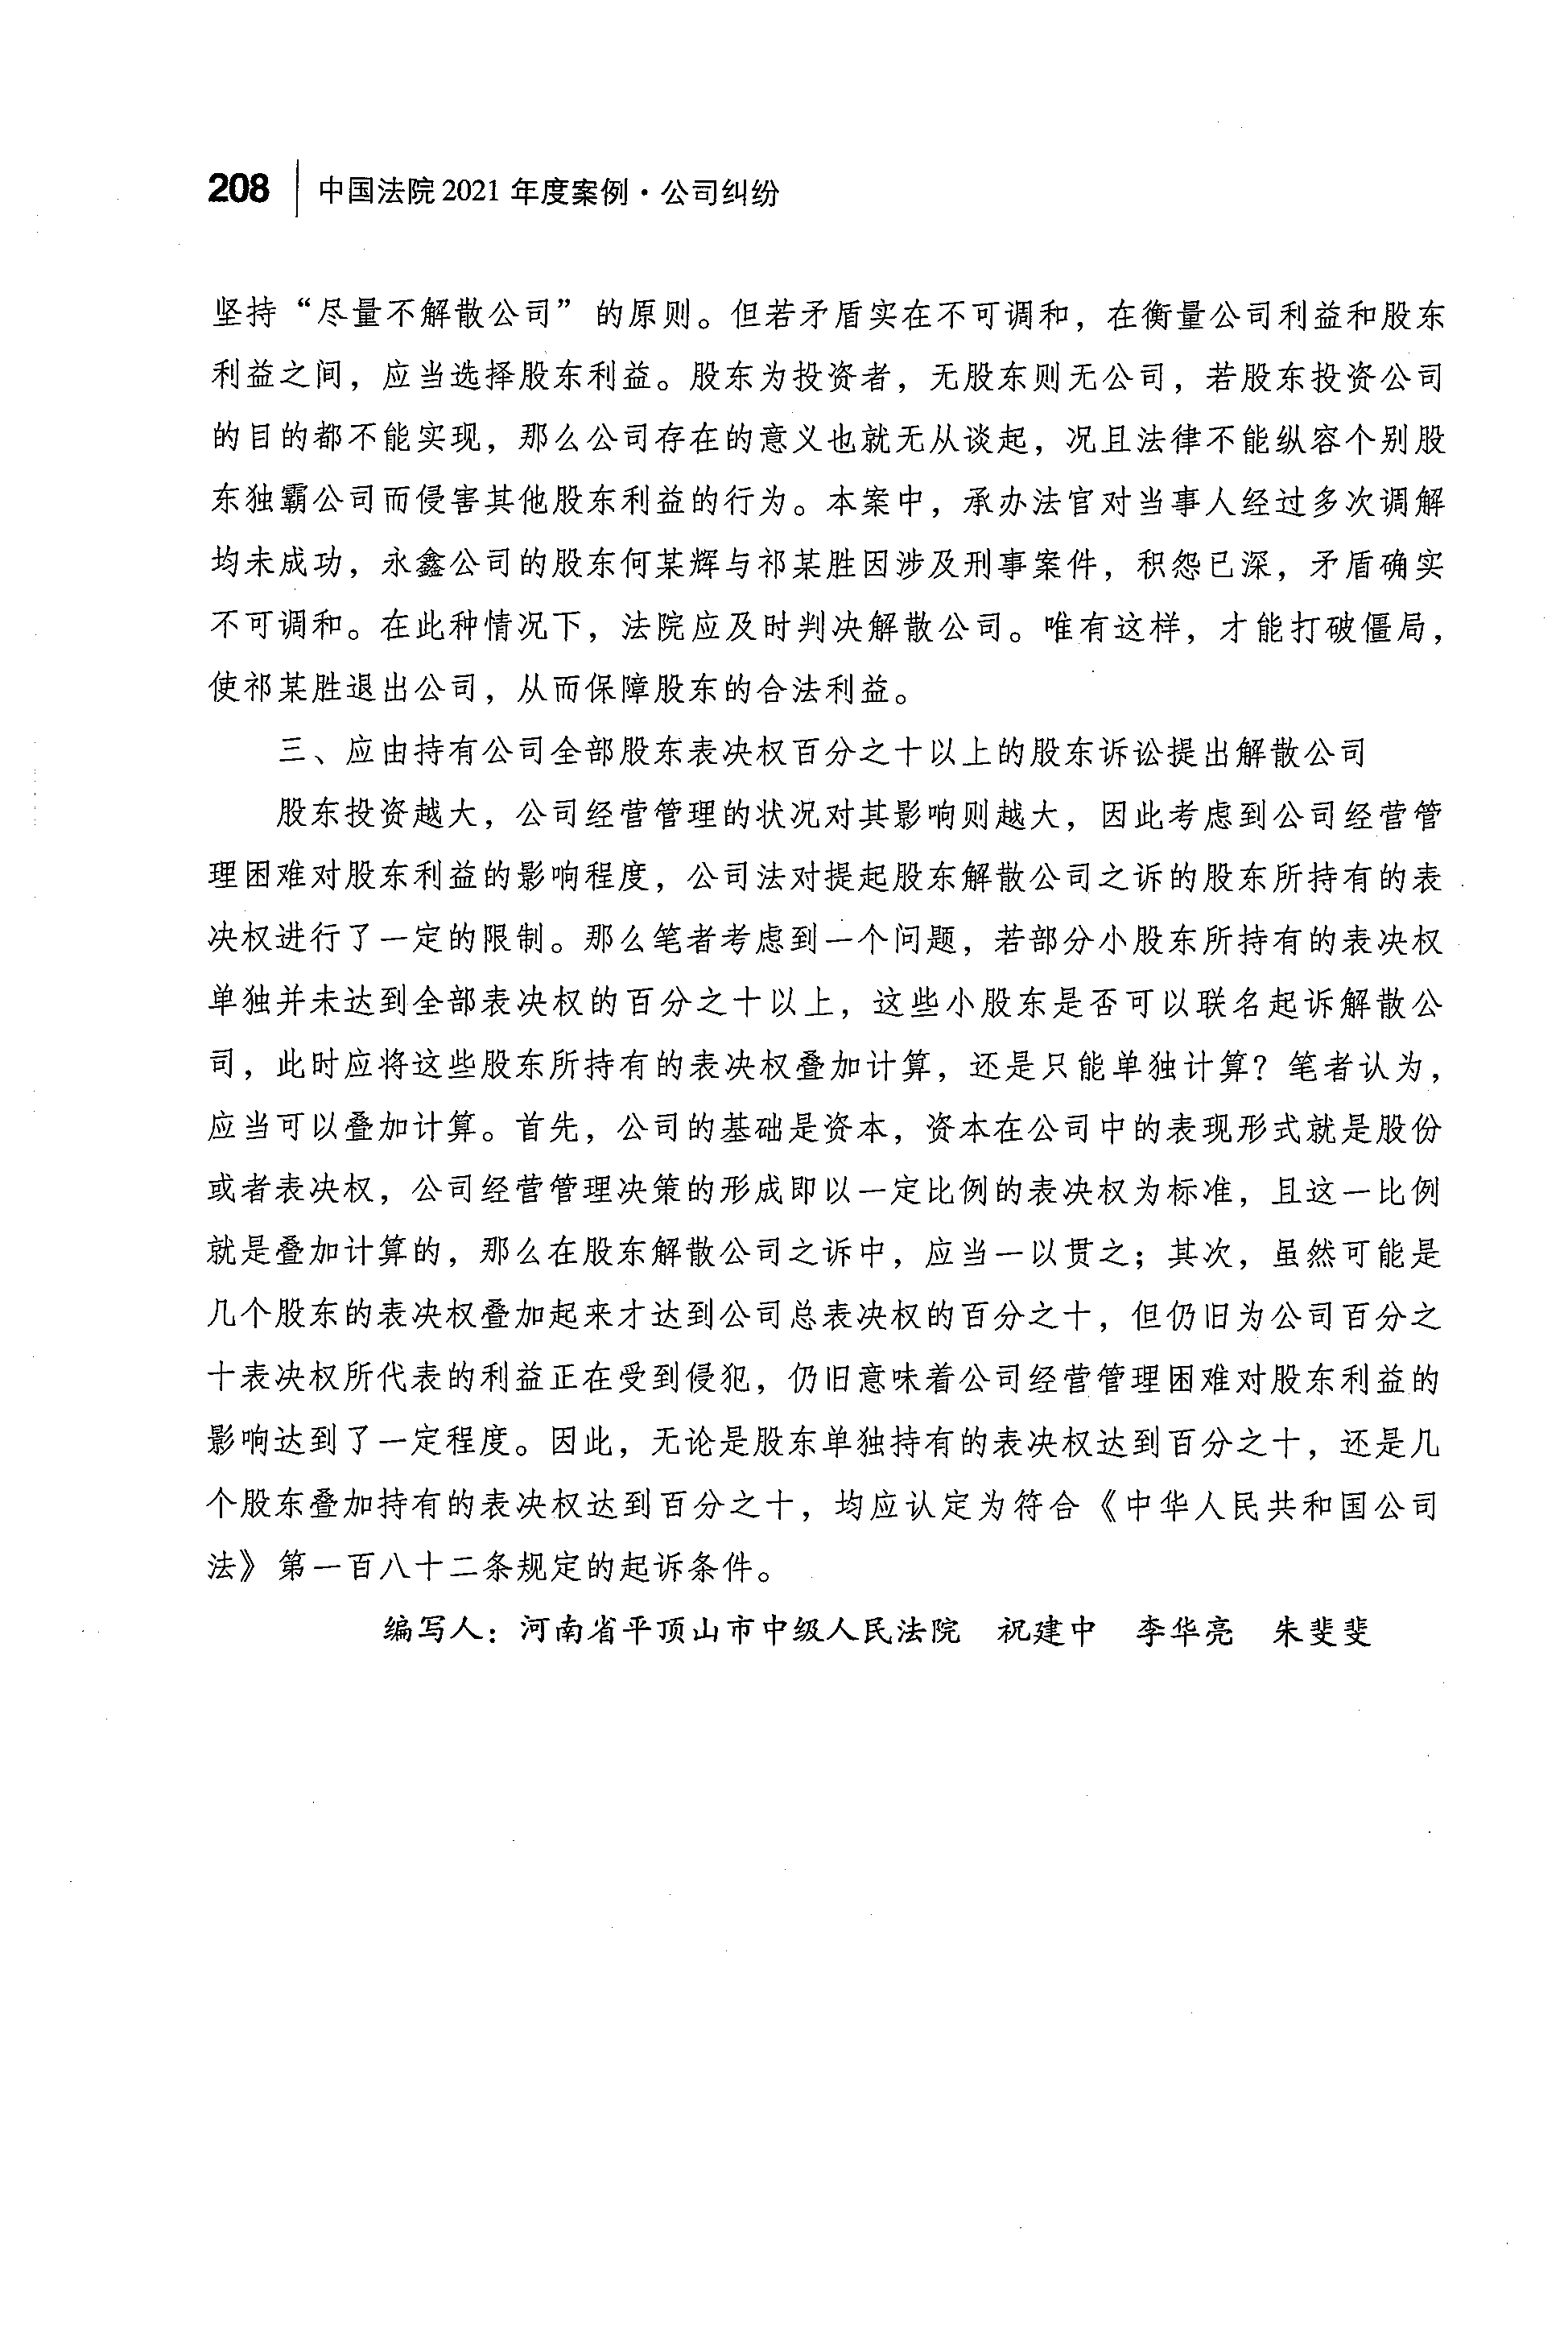 208 中国法院 2021 年度案例·公司纠纷
坚持“尽量不解散公司”的原则。但若矛盾实在不可调和，在衡量公司利益和股东
利益之间，应当选择股东利益。股东为投资者，无股东则无公司，若股东投资公司
的目的都不能实现，那么公司存在的意义也就无从谈起，况且法律不能纵容个别股
东独霸公司而侵害其他股东利益的行为。本案中，承办法官对当事人经过多次调解
均未成功，永鑫公司的股东何某辉与祁某胜因涉及刑事案件，积怨已深，矛盾确实
不可调和。在此种情况下，法院应及时判决解散公司。唯有这样，才能打破僵局，
使祁某胜退出公司，从而保障股东的合法利益。
三、应由持有公司全部股东表决权百分之十以上的股东诉讼提出解散公司
股东投资越大，公司经营管理的状况对其影响则越大，因此考虑到公司经营管
理困难对股东利益的影响程度，公司法对提起股东解散公司之诉的股东所持有的表
决权进行了一定的限制。那么笔者考虑到一个问题，若部分小股东所持有的表决权
单独并未达到全部表决权的百分之十以上，这些小股东是否可以联名起诉解散公
司，此时应将这些股东所持有的表决权叠加计算，还是只能单独计算？笔者认为，
应当可以叠加计算。首先，公司的基础是资本，资本在公司中的表现形式就是股份
或者表决权，公司经营管理决策的形成即以一定比例的表决权为标准，且这一比例
就是叠加计算的，那么在股东解散公司之诉中，应当一以贯之；其次，虽然可能是
几个股东的表决权叠加起来才达到公司总表决权的百分之十，但仍旧为公司百分之
十表决权所代表的利益正在受到侵犯，仍旧意味着公司经营管理困难对股东利益的
影响达到了一定程度。因此，无论是股东单独持有的表决权达到百分之十，还是几
个股东叠加持有的表决权达到百分之十，均应认定为符合《中华人民共和国公司
法》第一百八十二条规定的起诉条件。
编写人：河南省平顶山市中级人民法院 祝建中 李华亮 朱斐斐